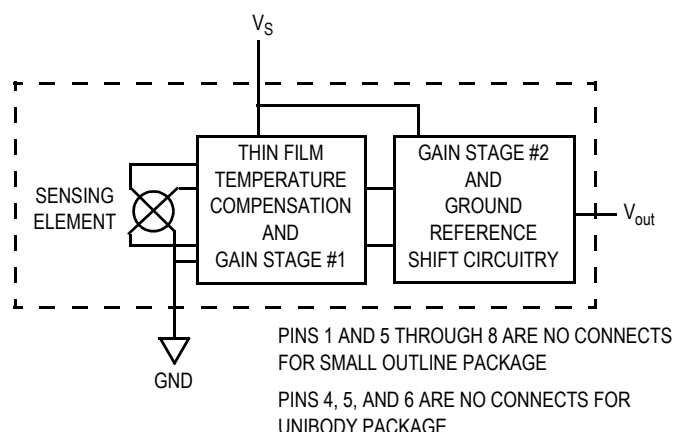 V_S
SENSING
ELEMENT
THIN FILM
TEMPERATURE
COMPENSATION
AND
GAIN STAGE #1
GAIN STAGE #2
AND
GROUND
REFERENCE
SHIFT CIRCUITRY
V_out
GND
PINS 1 AND 5 THROUGH 8 ARE NO CONNECTS
FOR SMALL OUTLINE PACKAGE
PINS 4, 5, AND 6 ARE NO CONNECTS FOR
UNIBODY PACKAGE